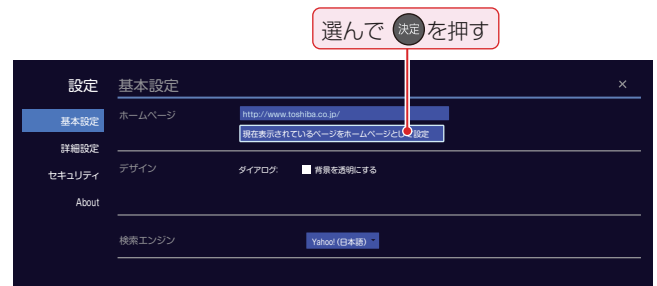 選んで 決定 を押す
設定 基本設定 ×
基本設定 ホームページ http://www.toshiba.co.jp/
現在表示されているページをホームページとして設定
詳細設定
セキュリティ デザイン ダイアログ: 背景を透明にする
About
検索エンジン Yahoo! (日本語)